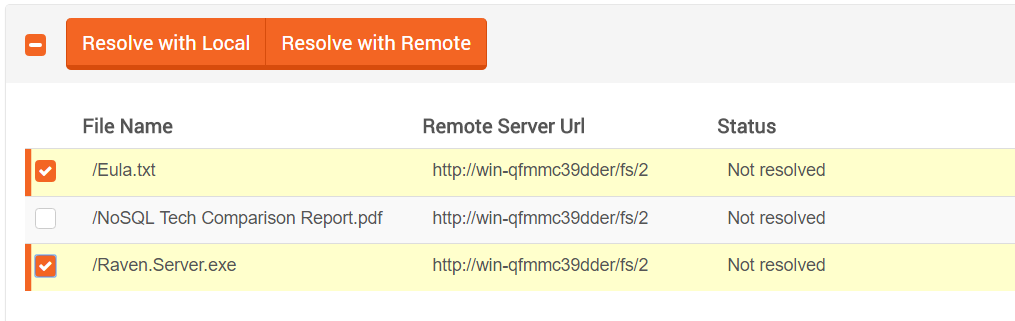 Resolve with Local Resolve with Remote
File Name Remote Server Url Status
/Eula.txt http://win-qfmmc39dder/fs/2 Not resolved
/NoSQL Tech Comparison Report.pdf http://win-qfmmc39dder/fs/2 Not resolved
/Raven.Server.exe http://win-qfmmc39dder/fs/2 Not resolved